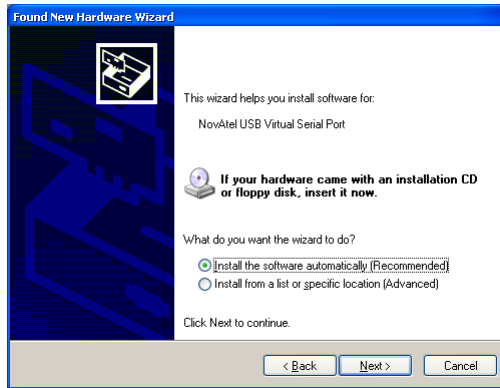 Found New Hardware Wizard
This wizard helps you install software for:
NovAtel USB Virtual Serial Port
If your hardware came with an installation CD
or floppy disk, insert it now.
What do you want the wizard to do?
Install the software automatically (Recommended)
Install from a list or specific location (Advanced)
Click Next to continue.
< Back Next > Cancel